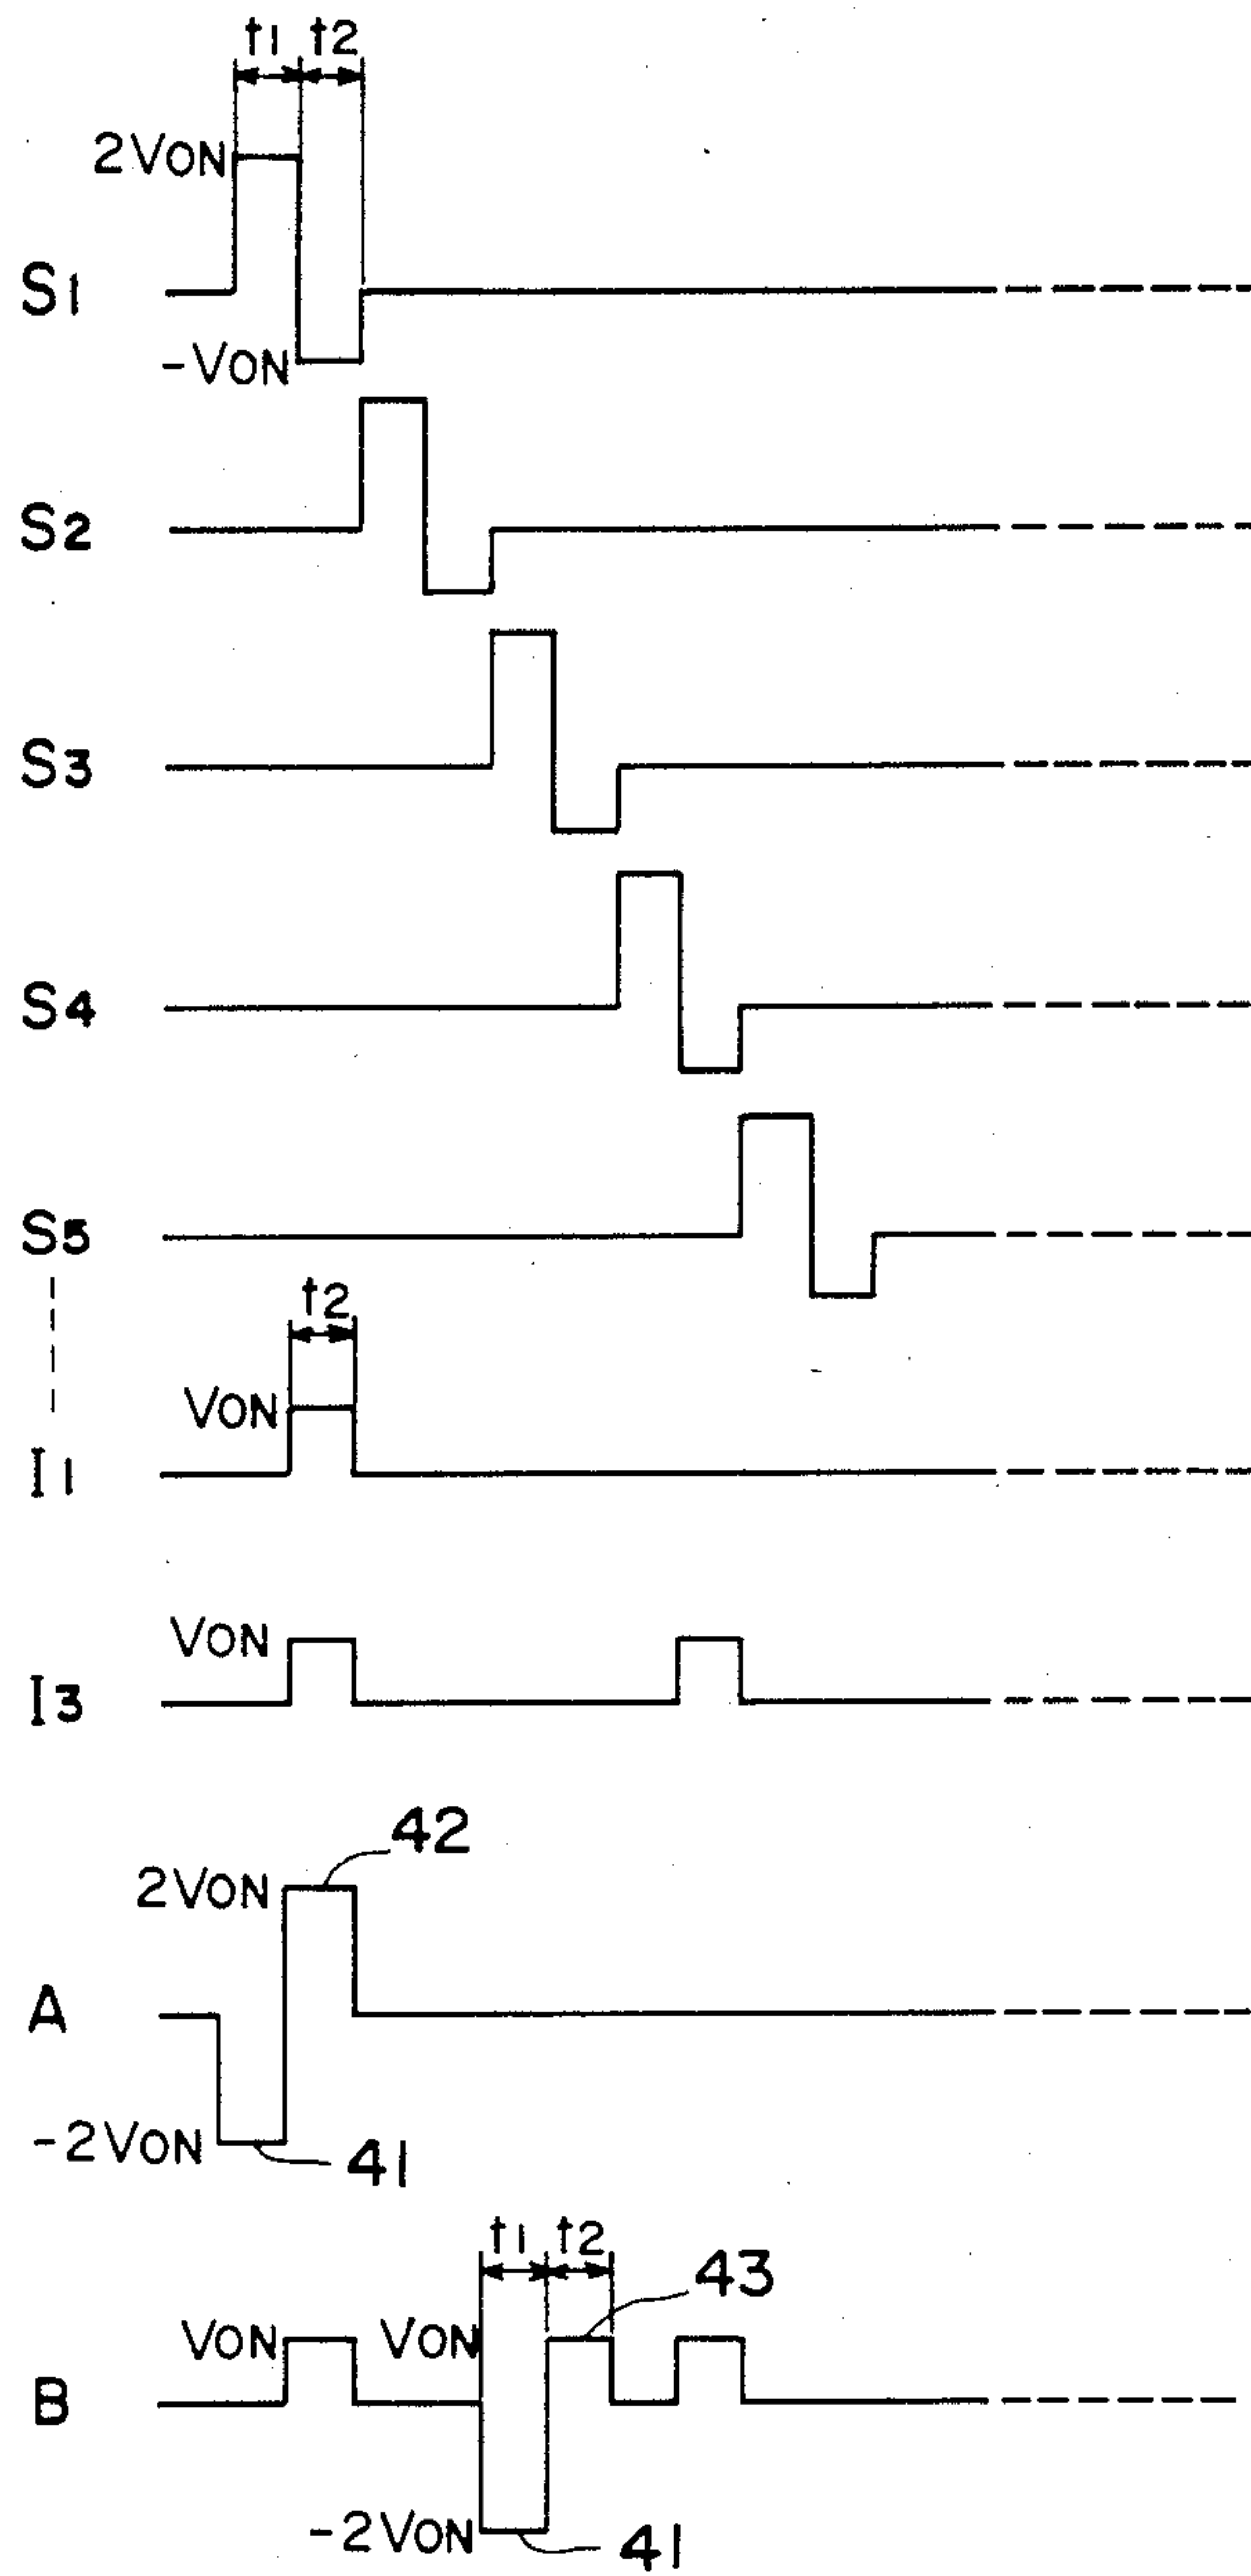 t1 t2
2VON
S1
-VON
S2
S3
S4
S5
t2
VON
I1
VON
I3
42
2VON
A
-2VON 41
t1 t2
43
VON VON
B
-2VON 41